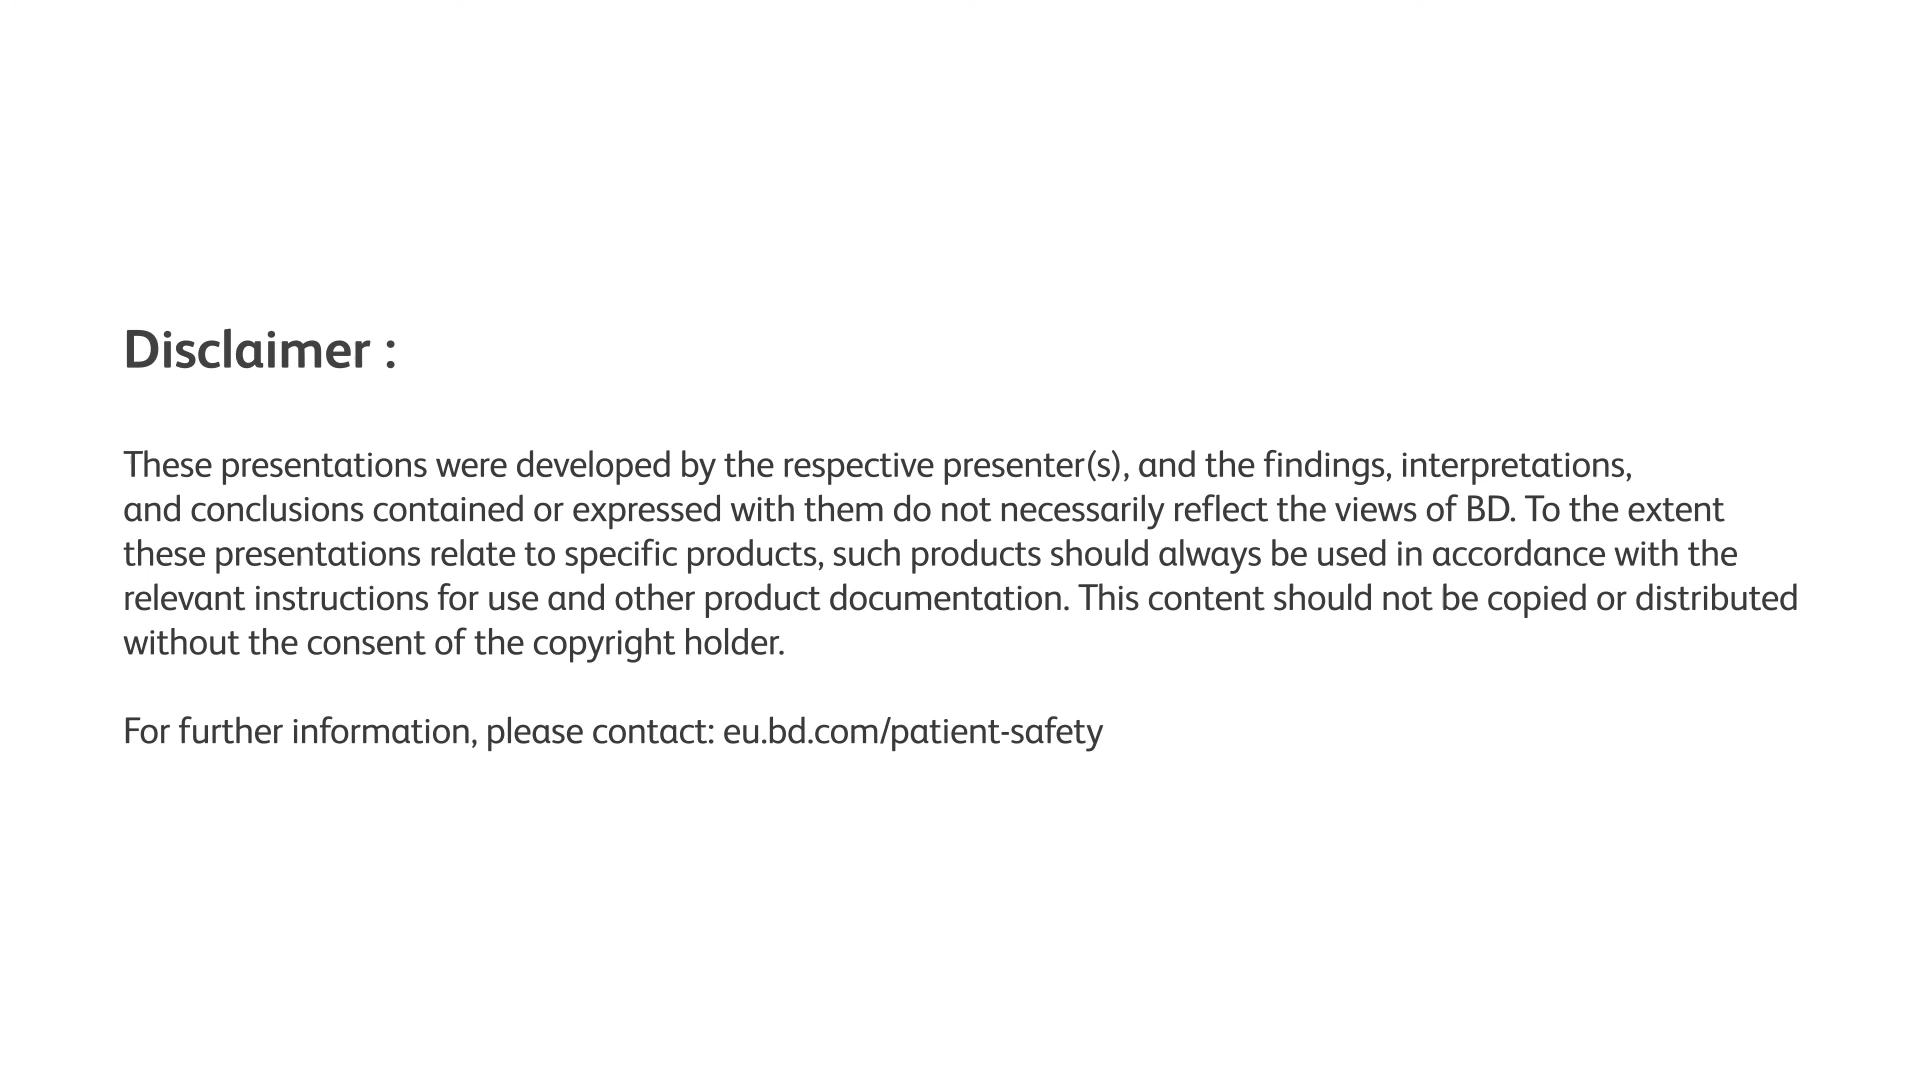 Disclaimer :
These presentations were developed by the respective presenter(s), and the findings, interpretations,
and conclusions contained or expressed with them do not necessarily reflect the views of BD. To the extent
these presentations relate to specific products, such products should always be used in accordance with the
relevant instructions for use and other product documentation. This content should not be copied or distributed
without the consent of the copyright holder.
For further information, please contact: eu.bd.com/patient-safety